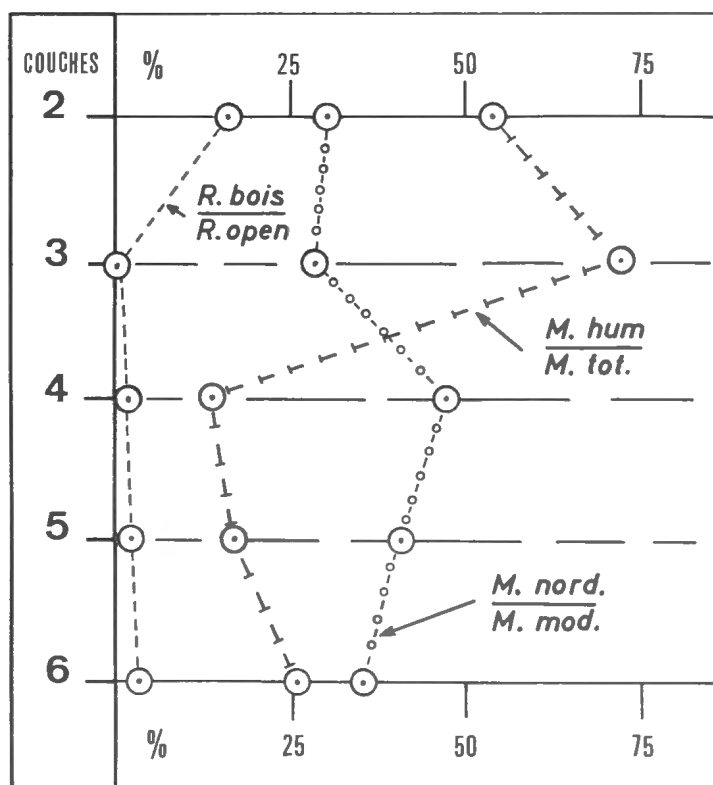 COUCHES % 25 50 75
2
R. bois
R. open
3
M. hum
M. tot.
4
5
M. nord.
M. mod.
6
% 25 50 75